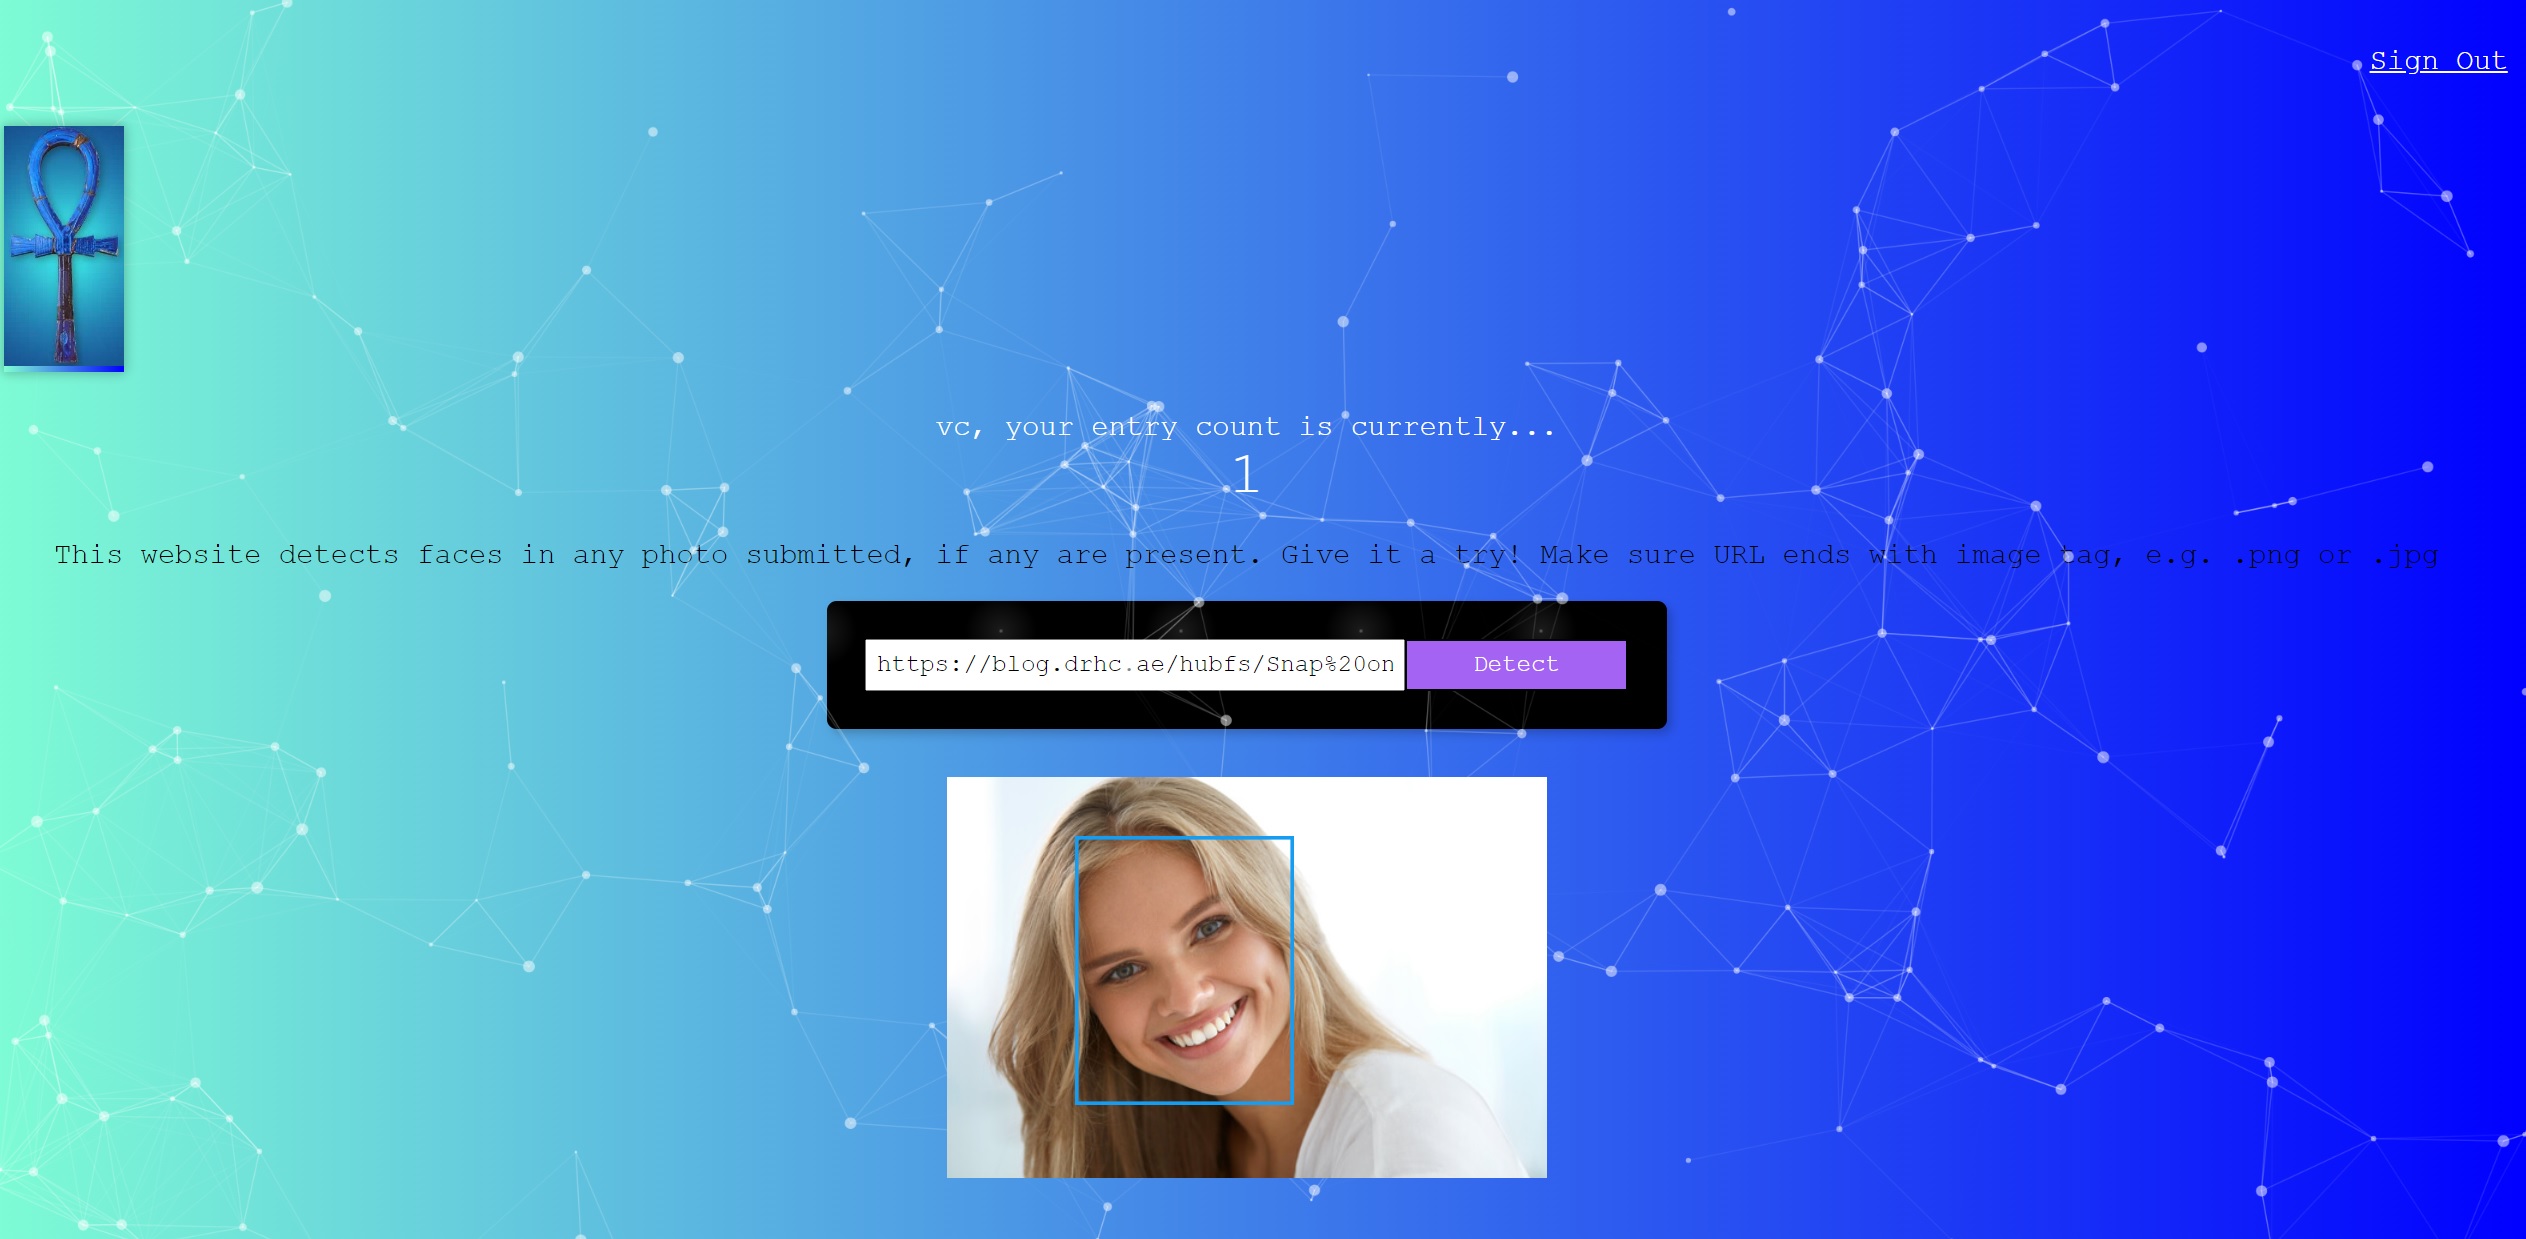 Sign Out
vc, your entry count is currently...
1
This website detects faces in any photo submitted, if any are present. Give it a try! Make sure URL ends with image tag, e.g. .png or .jpg
https://blog.drhc.ae/hubfs/Snap%20on
Detect